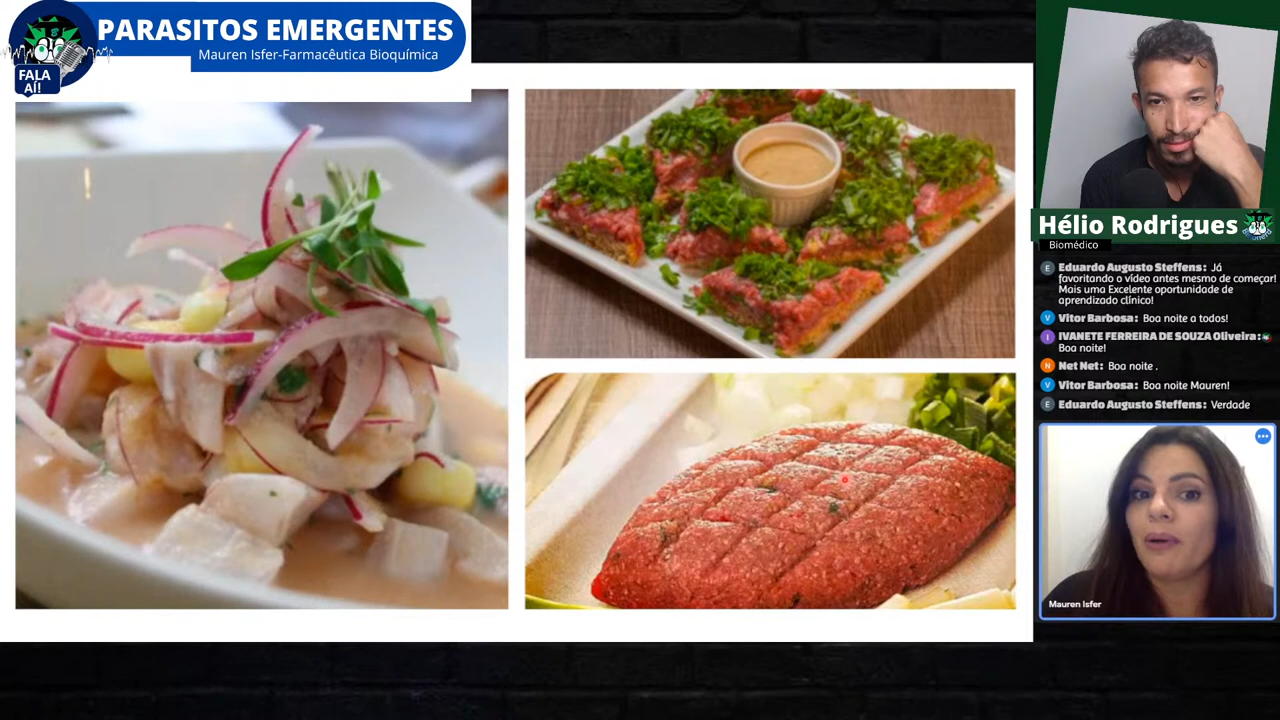 PARASITOS EMERGENTES
Mauren Isfer-Farmacêutica Bioquímica
FALA
AÍ!
Hélio Rodrigues
Biomédico
E Eduardo Augusto Steffens: Já
favoritando o vídeo antes mesmo de começar!
Mais uma Excelente oportunidade de
aprendizado clínico!
V Vitor Barbosa: Boa noite a todos!
I IVANETE FERREIRA DE SOUZA Oliveira:
Boa noite!
N Net Net: Boa noite .
V Vitor Barbosa: Boa noite Mauren!
E Eduardo Augusto Steffens: Verdade
Mauren Isfer